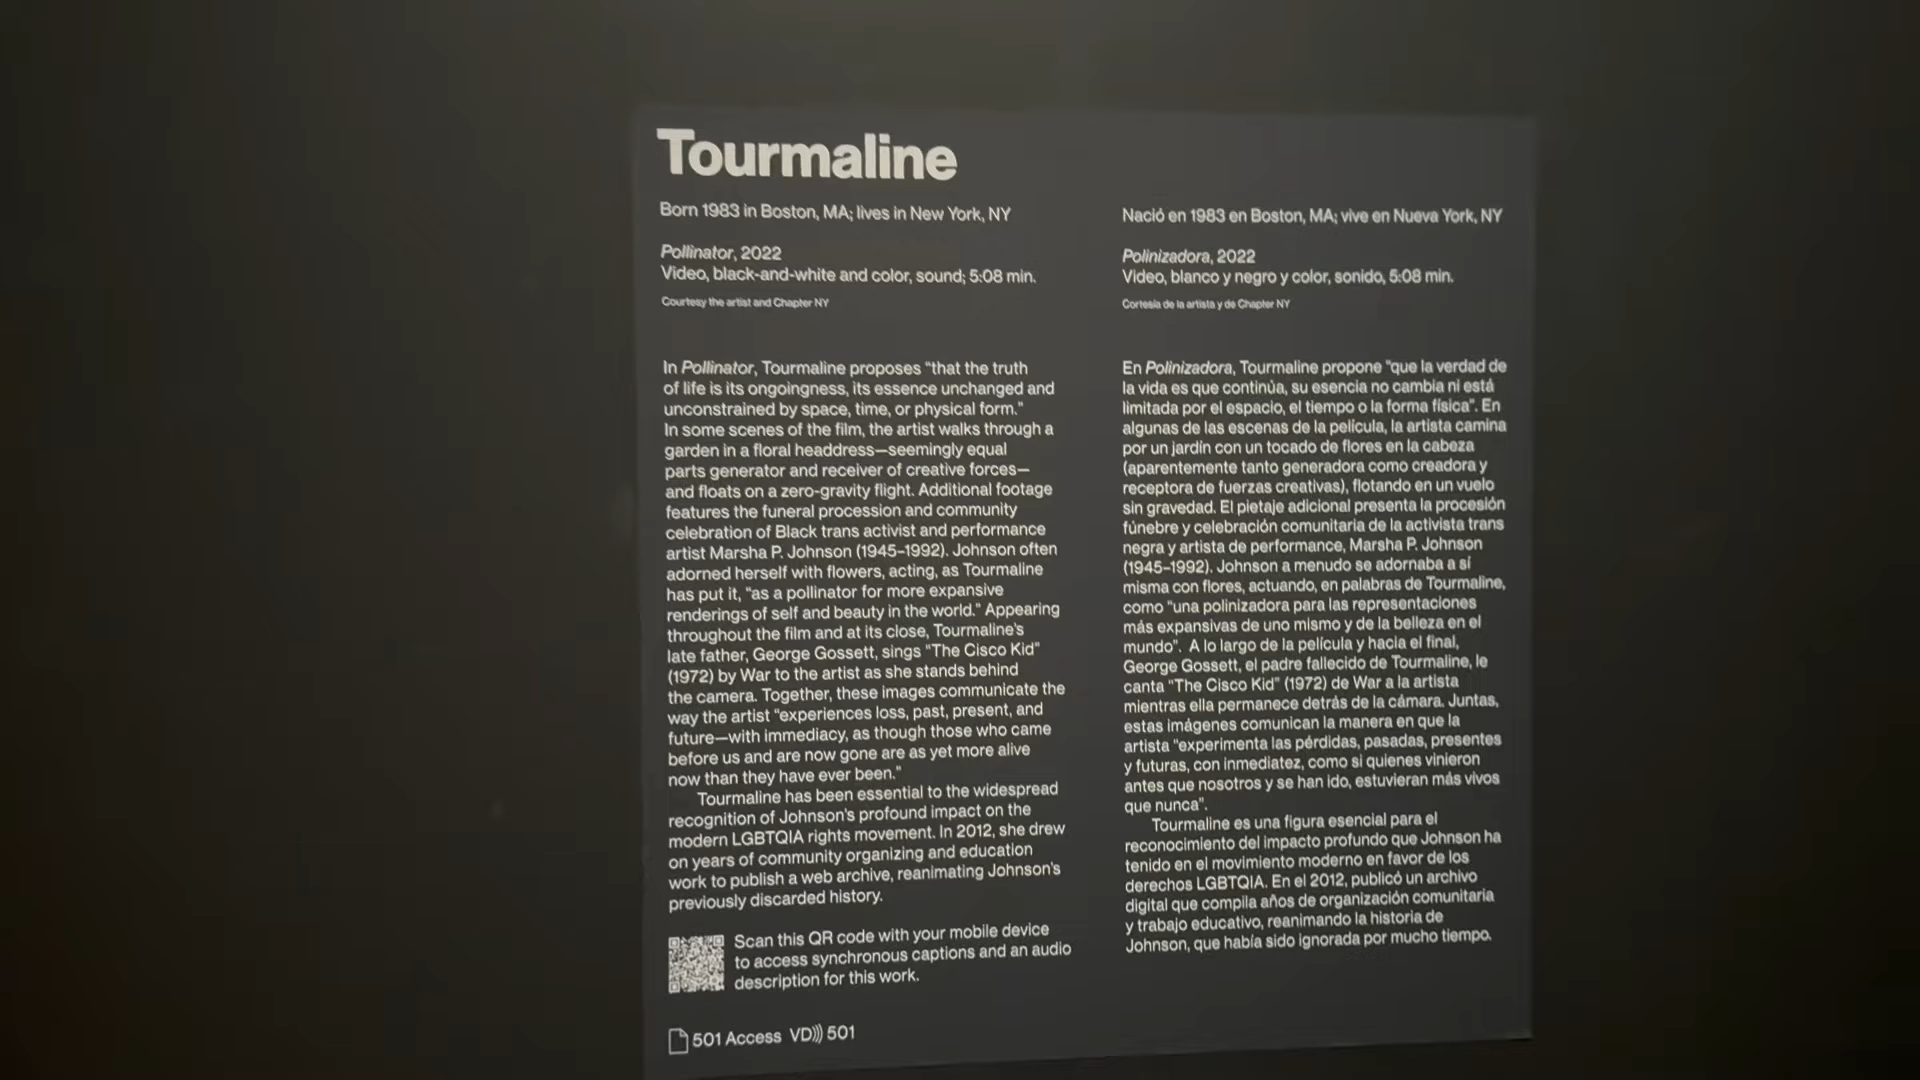 Tourmaline
Born 1983 in Boston, MA; lives in New York, NY
Pollinator, 2022
Video, black-and-white and color, sound; 5:08 min.
Courtesy the artist and Chapter NY
In Pollinator, Tourmaline proposes “that the truth
of life is its ongoingness, its essence unchanged and
unconstrained by space, time, or physical form.”
In some scenes of the film, the artist walks through a
garden in a floral headdress—seemingly equal
parts generator and receiver of creative forces—
and floats on a zero-gravity flight. Additional footage
features the funeral procession and community
celebration of Black trans activist and performance
artist Marsha P. Johnson (1945–1992). Johnson often
adorned herself with flowers, acting, as Tourmaline
has put it, “as a pollinator for more expansive
renderings of self and beauty in the world.” Appearing
throughout the film and at its close, Tourmaline’s
late father, George Gossett, sings “The Cisco Kid”
(1972) by War to the artist as she stands behind
the camera. Together, these images communicate the
way the artist “experiences loss, past, present, and
future—with immediacy, as though those who came
before us and are now gone are as yet more alive
now than they have ever been.”
Tourmaline has been essential to the widespread
recognition of Johnson’s profound impact on the
modern LGBTQIA rights movement. In 2012, she drew
on years of community organizing and education
work to publish a web archive, reanimating Johnson’s
previously discarded history.
Scan this QR code with your mobile device
to access synchronous captions and an audio
description for this work.
501 Access VD))) 501
Nació en 1983 en Boston, MA; vive en Nueva York, NY
Polinizadora, 2022
Video, blanco y negro y color, sonido, 5:08 min.
Cortesía de la artista y de Chapter NY
En Polinizadora, Tourmaline propone “que la verdad de
la vida es que continúa, su esencia no cambia ni está
limitada por el espacio, el tiempo o la forma física”. En
algunas de las escenas de la película, la artista camina
por un jardín con un tocado de flores en la cabeza
(aparentemente tanto generadora como creadora y
receptora de fuerzas creativas), flotando en un vuelo
sin gravedad. El pietaje adicional presenta la procesión
fúnebre y celebración comunitaria de la activista trans
negra y artista de performance, Marsha P. Johnson
(1945–1992). Johnson a menudo se adornaba a sí
misma con flores, actuando, en palabras de Tourmaline,
como “una polinizadora para las representaciones
más expansivas de uno mismo y de la belleza en el
mundo”. A lo largo de la película y hacia el final,
George Gossett, el padre fallecido de Tourmaline, le
canta “The Cisco Kid” (1972) de War a la artista
mientras ella permanece detrás de la cámara. Juntas,
estas imágenes comunican la manera en que la
artista “experimenta las pérdidas, pasadas, presentes
y futuras, con inmediatez, como si quienes vinieron
antes que nosotros y se han ido, estuvieran más vivos
que nunca”.
Tourmaline es una figura esencial para el
reconocimiento del impacto profundo que Johnson ha
tenido en el movimiento moderno en favor de los
derechos LGBTQIA. En el 2012, publicó un archivo
digital que compila años de organización comunitaria
y trabajo educativo, reanimando la historia de
Johnson, que había sido ignorada por mucho tiempo.